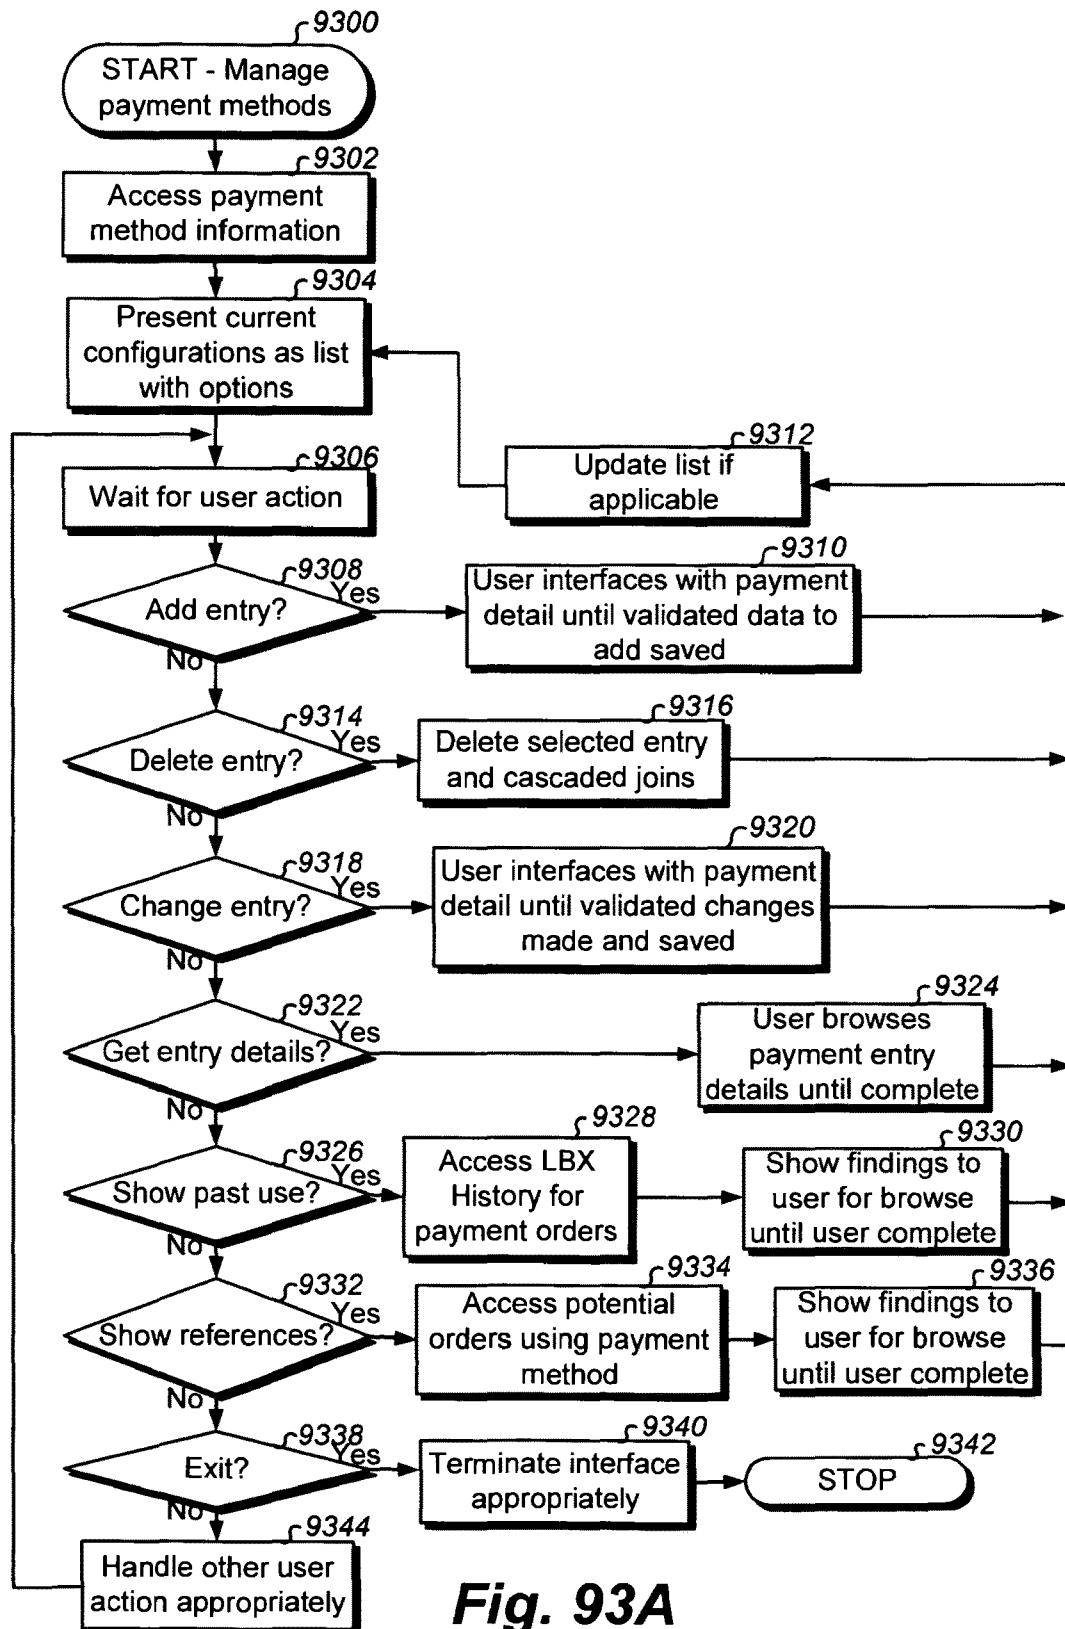 9300
START - Manage
payment methods
9302
Access payment
method information
9304
Present current
configurations as list
with options
9306
Wait for user action
9312
Update list if
applicable
9308
Add entry?
Yes
No
9310
User interfaces with payment
detail until validated data to
add saved
9314
Delete entry?
Yes
No
9316
Delete selected entry
and cascaded joins
9318
Change entry?
Yes
No
9320
User interfaces with payment
detail until validated changes
made and saved
9322
Get entry details?
Yes
No
9324
User browses
payment entry
details until complete
9326
Show past use?
Yes
No
9328
Access LBX
History for
payment orders
9330
Show findings to
user for browse
until user complete
9332
Show references?
Yes
No
9334
Access potential
orders using payment
method
9336
Show findings to
user for browse
until user complete
9338
Exit?
Yes
No
9340
Terminate interface
appropriately
9342
STOP
9344
Handle other user
action appropriately
Fig. 93A